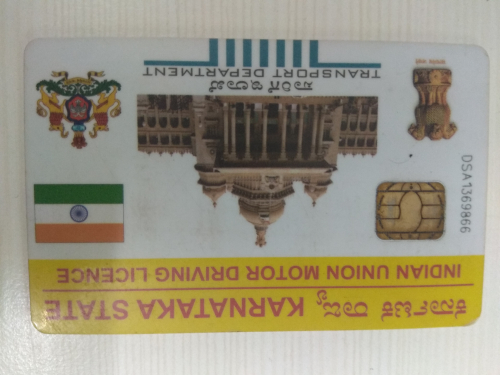 ಕರ್ನಾಟಕ ರಾಜ್ಯ KARNATAKA STATE
INDIAN UNION MOTOR DRIVING LICENCE
DSA1369866
ಸಾರಿಗೆ ಇಲಾಖೆ
TRANSPORT DEPARTMENT